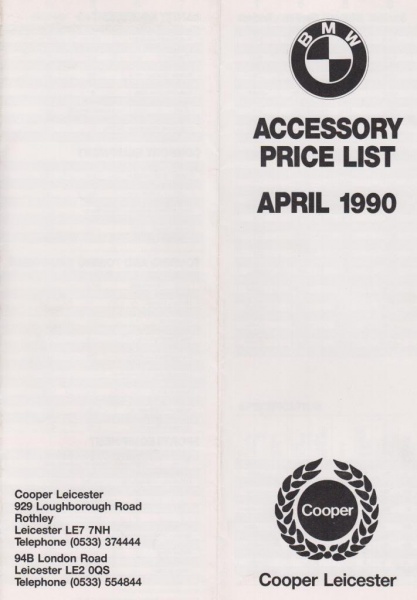 BMW
ACCESSORY
PRICE LIST
APRIL 1990
Cooper
Cooper Leicester
Cooper Leicester
929 Loughborough Road
Rothley
Leicester LE7 7NH
Telephone (0533) 374444
94B London Road
Leicester LE2 0QS
Telephone (0533) 554844